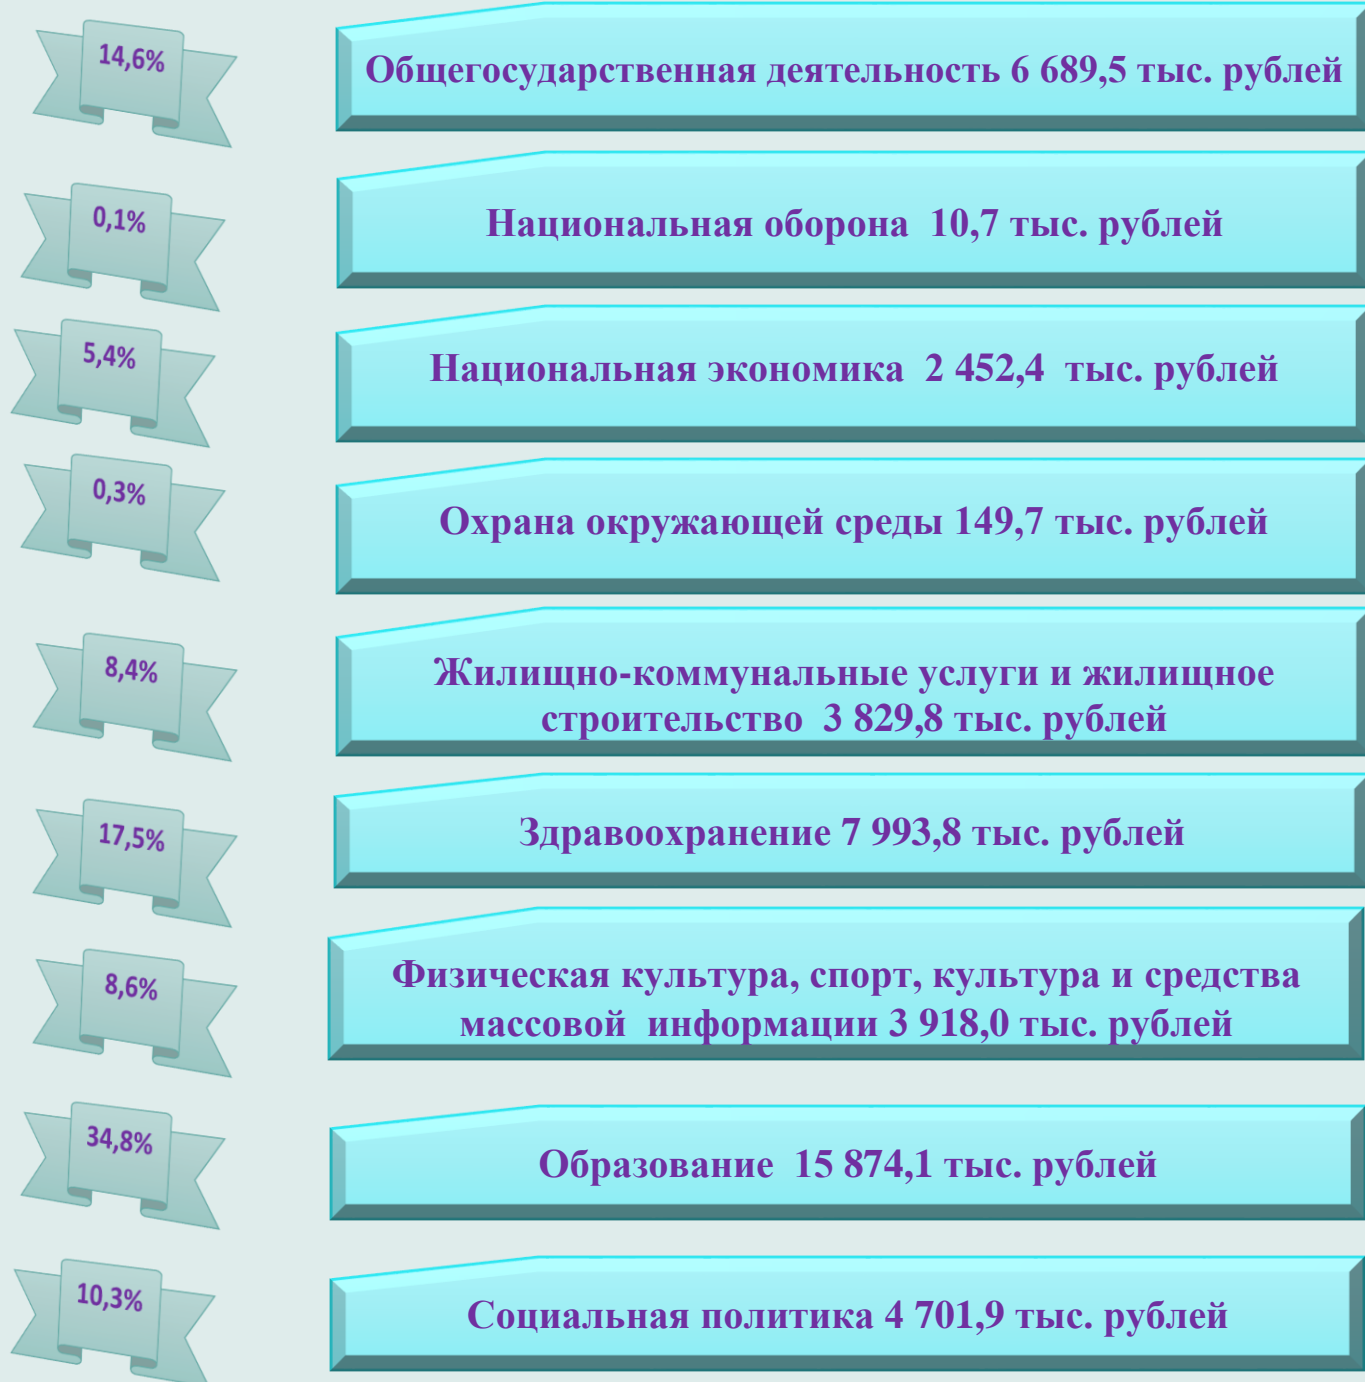 14,6%
Общегосударственная деятельность 6 689,5 тыс. рублей
0,1%
Национальная оборона 10,7 тыс. рублей
5,4%
Национальная экономика 2 452,4 тыс. рублей
0,3%
Охрана окружающей среды 149,7 тыс. рублей
8,4%
Жилищно-коммунальные услуги и жилищное
строительство 3 829,8 тыс. рублей
17,5%
Здравоохранение 7 993,8 тыс. рублей
8,6%
Физическая культура, спорт, культура и средства
массовой информации 3 918,0 тыс. рублей
34,8%
Образование 15 874,1 тыс. рублей
10,3%
Социальная политика 4 701,9 тыс. рублей